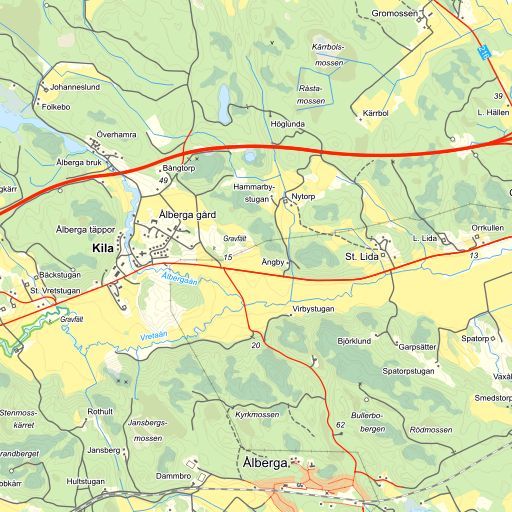 Gromossen
Kärrbols-
mossen
Johanneslund
Folkebo
Råsta-
mossen
39
L. Hällen
Kärrbol
Höglunda
Överhamra
Ålberga bruk
Bångtorp
49
Hammarby-
stugan
Nytorp
Ålberga gård
Ålberga täppor
Kila
Gravfält
15
Ängby
St. Lida
L. Lida
Orrkullen
13
Bäckstugan
St. Vretstugan
Gravfält
Ålbergaån
Vretaån
Virbystugan
20
Björklund
Garpsätter
Spatorp
Spatorpstugan
Smedstorp
Stenmoss-
kärret
Rothult
Jansbergs-
mossen
Kyrkmossen
Bullerbo-
bergen
62
Rödmossen
Jansberg
Dammbro
Ålberga
Hultstugan